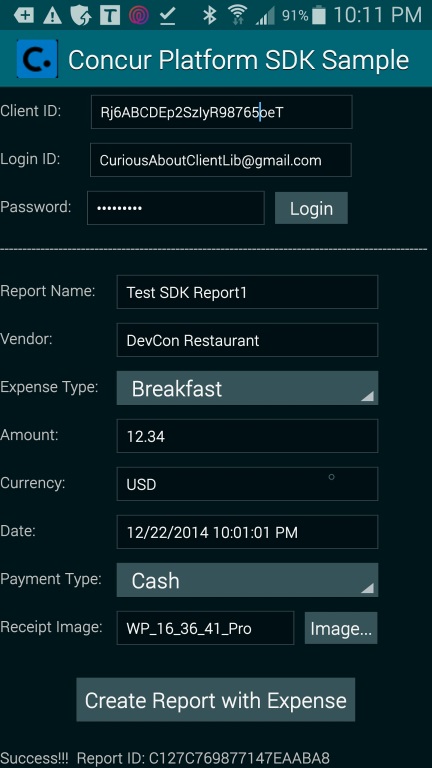 91% 10:11 PM
Concur Platform SDK Sample
Client ID: Rj6ABCDEp2SzIyR98765oeT
Login ID: CuriousAboutClientLib@gmail.com
Password: ••••••••• Login
Report Name: Test SDK Report1
Vendor: DevCon Restaurant
Expense Type: Breakfast
Amount: 12.34
Currency: USD
Date: 12/22/2014 10:01:01 PM
Payment Type: Cash
Receipt Image: WP_16_36_41_Pro Image...
Create Report with Expense
Success!!! Report ID: C127C769877147EAABA8